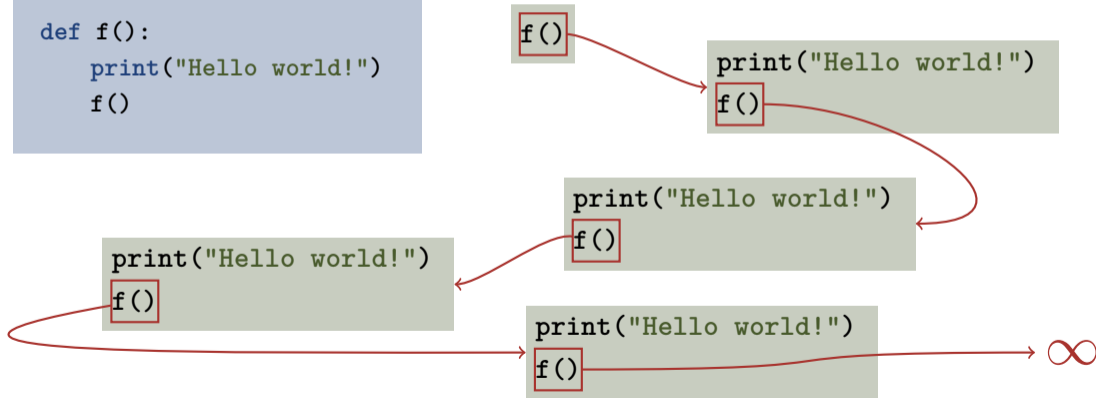 def f():
    print("Hello world!")
    f()
f()
print("Hello world!")
f()
print("Hello world!")
f()
print("Hello world!")
f()
print("Hello world!")
f()
∞